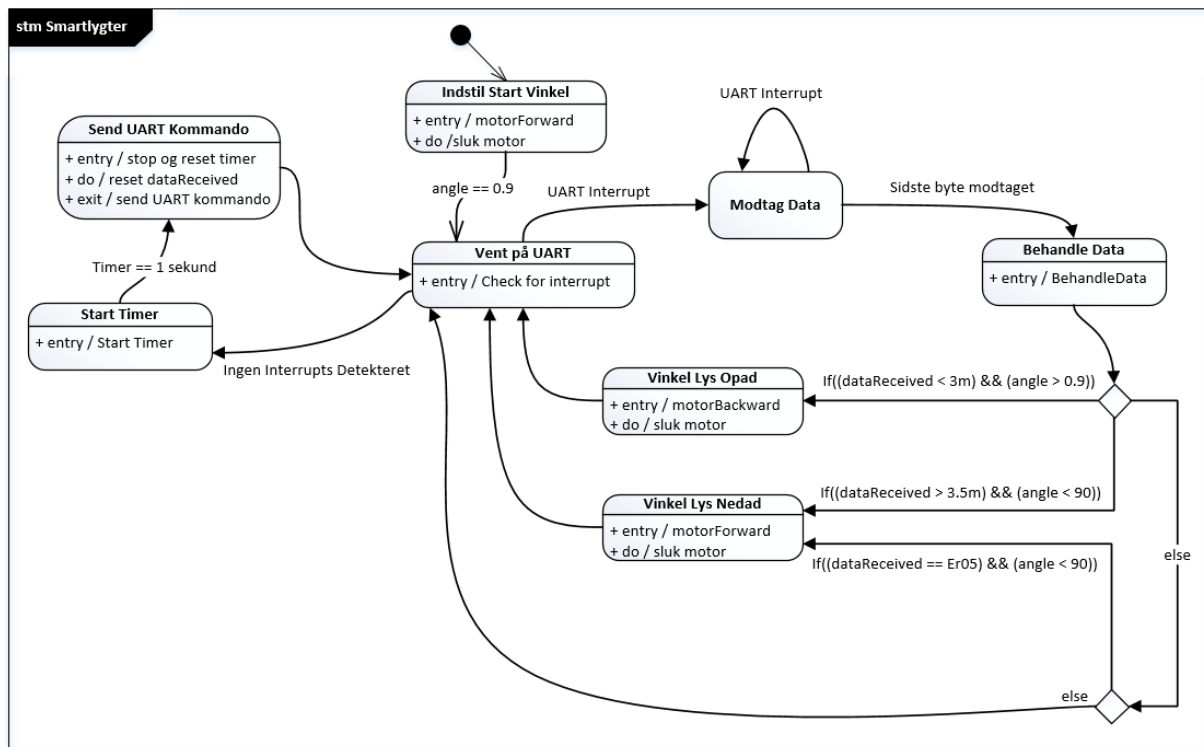 stm Smartlygter
Indstil Start Vinkel
+ entry / motorForward
+ do /sluk motor
angle == 0.9
Send UART Kommando
+ entry / stop og reset timer
+ do / reset dataReceived
+ exit / send UART kommando
Timer == 1 sekund
Start Timer
+ entry / Start Timer
Ingen Interrupts Detekteret
Vent på UART
+ entry / Check for interrupt
UART Interrupt
UART Interrupt
Modtag Data
Sidste byte modtaget
Behandle Data
+ entry / BehandleData
If((dataReceived < 3m) && (angle > 0.9))
Vinkel Lys Opad
+ entry / motorBackward
+ do / sluk motor
If((dataReceived > 3.5m) && (angle < 90))
Vinkel Lys Nedad
+ entry / motorForward
+ do / sluk motor
If((dataReceived == Er05) && (angle < 90))
else
else